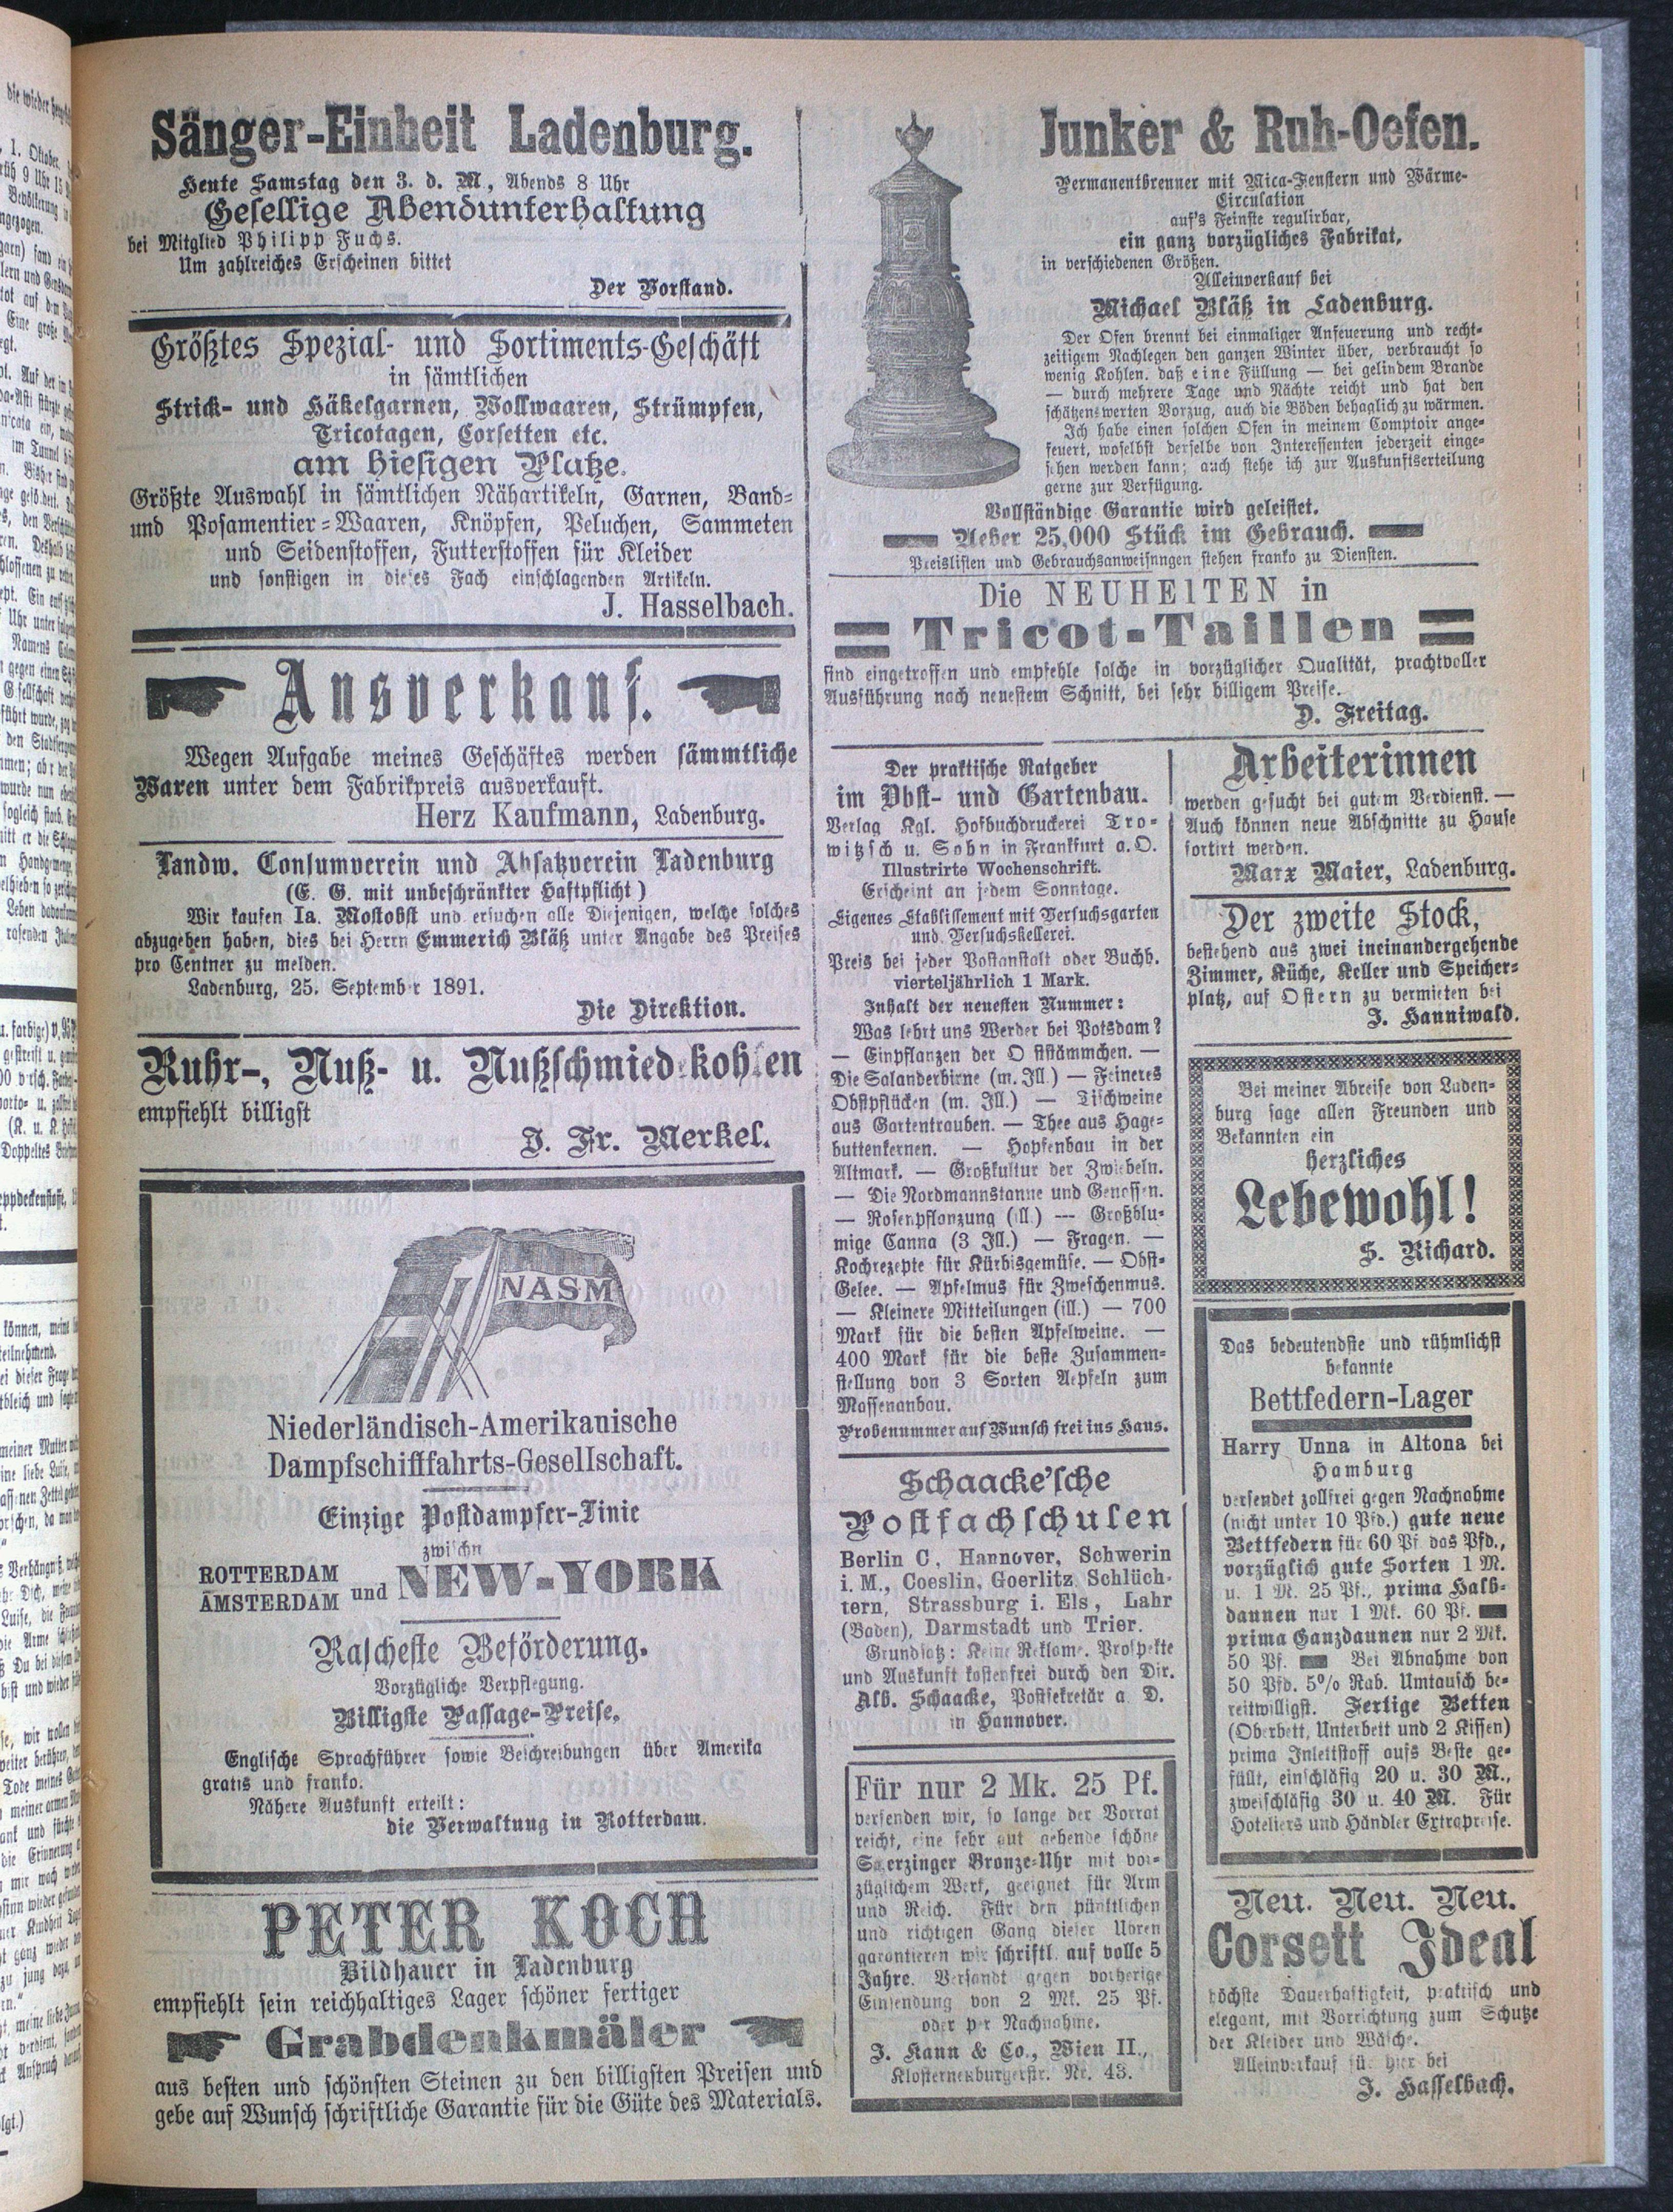 Sänger-Einheit Ladenburg.
Heute Samstag den 3. d. M, Abends 8 Uhr
Gesellige Abendunterhaltung
bei Mitglied Philipp Fuchs.
Um zahlreiches Erscheinen bittet
Der Vorstand.
Größtes Spezial- und Sortiments-Geschäft
in sämtlichen
Strick- und Häkelgarnen, Wollwaaren, Strümpfen,
Tricotagen, Corsetten etc.
am hiesigen Platze.
Größte Auswahl in sämtlichen Nähartikeln, Garnen, Band-
und Posamentier-Waaren, Knöpfen, Peluchen, Sammeten
und Seidenstoffen, Futterstoffen für Kleider
und sonstigen in dieses Fach einschlagenden Artikeln.
J. Hasselbach.
Ausverkauf.
Wegen Aufgabe meines Geschäftes werden sämmtliche
Waren unter dem Fabrikpreis ausverkauft.
Herz Kaufmann, Ladenburg.
Landw. Consumverein und Absatzverein Ladenburg
(E. G. mit unbeschränkter Haftpflicht)
Wir kaufen Ia. Mostobst und ersuchen alle Diejenigen, welche solches
abzugeben haben, dies bei Herrn Emmerich Bläß unter Angabe des Preises
pro Centner zu melden.
Ladenburg, 25. September 1891.
Die Direktion.
Ruhr-, Nuß- u. Nußschmiedekohlen
empfiehlt billigst
J. Fr. Merkel.
NASM
Niederländisch-Amerikanische
Dampfschifffahrts-Gesellschaft.
Einzige Postdampfer-Linie
zwischn
ROTTERDAM
AMSTERDAM und NEW-YORK
Rascheste Beförderung.
Vorzügliche Verpflegung.
Billigste Passage-Preise.
Englische Sprachführer sowie Beschreibungen über Amerika
gratis und franko.
Nähere Auskunft erteilt:
die Verwaltung in Rotterdam.
PETER KOCH
Bildhauer in Ladenburg
empfiehlt sein reichhaltiges Lager schöner fertiger
Grabdenkmäler
aus besten und schönsten Steinen zu den billigsten Preisen und
gebe auf Wunsch schriftliche Garantie für die Güte des Materials.
Junker & Ruh-Oefen.
Permanentbrenner mit Mica-Fenstern und Wärme-
Circulation
auf's Feinste regulirbar,
ein ganz vorzügliches Fabrikat,
in verschiedenen Größen.
Alleinverkauf bei
Michael Bläß in Ladenburg.
Der Ofen brennt bei einmaliger Anfeuerung und recht-
zeitigem Nachlegen den ganzen Winter über, verbraucht so
wenig Kohlen, daß eine Füllung — bei gelindem Brande
— durch mehrere Tage und Nächte reicht und hat den
schätzenswerten Vorzug, auch die Böden behaglich zu wärmen.
Ich habe einen solchen Ofen in meinem Comptoir ange-
feuert, woselbst derselbe von Interessenten jederzeit einge-
sehen werden kann; auch stehe ich zur Auskunftserteilung
gerne zur Verfügung.
Vollständige Garantie wird geleistet.
Ueber 25,000 Stück im Gebrauch.
Preislisten und Gebrauchsanweisnngen stehen franko zu Diensten.
Die NEUHEITEN in
Tricot-Taillen
sind eingetroffen und empfehle solche in vorzüglicher Qualität, prachtvoller
Ausführung nach neuestem Schnitt, bei sehr billigem Preise.
D. Freitag.
Der praktische Ratgeber
im Obst- und Gartenbau.
Verlag Kgl. Hofbuchdruckerei Tro-
witzsch u. Sohn in Frankfurt a. O.
Illustrirte Wochenschrift.
Erscheint an jedem Sonntage.
Eigenes Etablissement mit Versuchsgarten
und Versuchskellerei.
Preis bei jeder Postanstalt oder Buchh.
vierteljährlich 1 Mark.
Inhalt der neuesten Nummer:
Was lehrt uns Werder bei Potsdam?
— Einpflanzen der O ststämmchen. —
Die Salanderbirne (m. Ill.) — Feineres
Obstpflücken (m. Ill.) — Tischweine
aus Gartentrauben. — Thee aus Hage-
buttenkernen. — Hopfenbau in der
Altmark. — Großkultur der Zwiebeln.
— Die Nordmannstanne und Genossen.
— Rosenpflanzung (ill.) — Großblu-
mige Canna (3 Ill.) — Fragen. —
Kochrezepte für Kürbisgemüse. — Obst-
Gelee. — Apfelmus für Zweschenmus.
— Kleinere Mitteilungen (ill.) — 700
Mark für die besten Apfelweine. —
400 Mark für die beste Zusammen-
stellung von 3 Sorten Aepfeln zum
Massenanbau.
Probenummer auf Wunsch frei ins Haus.
Schaacke'sche
Postfachschulen
Berlin C, Hannover, Schwerin
i. M., Coeslin, Goerlitz, Schlüch-
tern, Strassburg i. Els, Lahr
(Baden), Darmstadt und Trier.
Grundsatz: Keine Reklame. Prospekte
und Auskunft kostenfrei durch den Dir.
Alb. Schaacke, Postsekretär a. D.
in Hannover.
Für nur 2 Mk. 25 Pf.
versenden wir, so lange der Vorrat
reicht, eine sehr gut gehende schöne
Bronze-Uhr mit vor-
züglichem Werk, geeignet für Arm
und Reich. Für den pünktlichen
und richtigen Gang dieser Uhren
garantieren wir schriftl. auf volle 5
Jahre. Versandt gegen vorherige
Einsendung von 2 Mk. 25 Pf.
oder per Nachnahme.
J. Kann & Co., Wien II.,
Klosterneuburgerstr. Nr. 43.
Arbeiterinnen
werden gesucht bei gutem Verdienst. —
Auch können neue Abschnitte zu Hause
sortirt werden.
Marx Maier, Ladenburg.
Der zweite Stock,
bestehend aus zwei ineinandergehende
Zimmer, Küche, Keller und Speicher-
platz, auf Ostern zu vermieten bei
J. Hanniwald.
Bei meiner Abreise von Laden-
burg sage allen Freunden und
Bekannten ein
herzliches
Lebewohl!
S. Richard.
Das bedeutendste und rühmlichst
bekannte
Bettfedern-Lager
Harry Unna in Altona bei
Hamburg
versendet zollfrei gegen Nachnahme
(nicht unter 10 Pfd.) gute neue
Bettfedern für 60 Pf das Pfd.,
vorzüglich gute Sorten 1 M.
u. 1 M. 25 Pf., prima Halb-
daunen nur 1 Mk. 60 Pf.
prima Ganzdaunen nur 2 Mk.
50 Pf. Bei Abnahme von
50 Pfd. 5% Rab. Umtausch be-
reitwilligst. Fertige Betten
(Oberbett, Unterbett und 2 Kissen)
prima Inlettstoff aufs Beste ge-
füllt, einschläfig 20 u. 30 M.,
zweischläfig 30 u. 40 M. Für
Hoteliers und Händler Extrapreise.
Neu. Neu. Neu.
Corsett Ideal
höchste Dauerhaftigkeit, praktisch und
elegant, mit Vorrichtung zum Schutze
der Kleider und Wäsche.
Alleinverkauf für hier bei
J. Hasselbach.